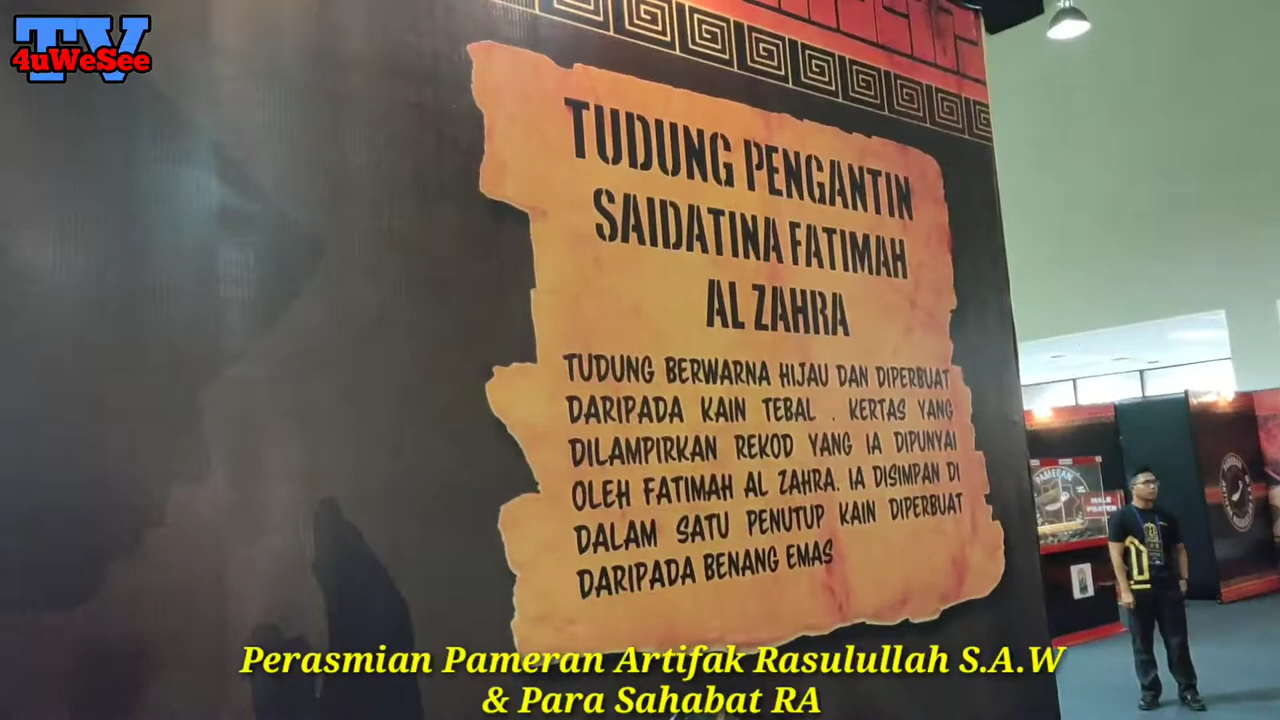 TV
4uWeSee
TUDUNG PENGANTIN
SAIDATINA FATIMAH
AL ZAHRA
TUDUNG BERWARNA HIJAU DAN DIPERBUAT
DARIPADA KAIN TEBAL . KERTAS YANG
DILAMPIRKAN REKOD YANG IA DIPUNYAI
OLEH FATIMAH AL ZAHRA. IA DISIMPAN DI
DALAM SATU PENUTUP KAIN DIPERBUAT
DARIPADA BENANG EMAS
PAMERAN
Perasmian Pameran Artifak Rasulullah S.A.W
& Para Sahabat RA